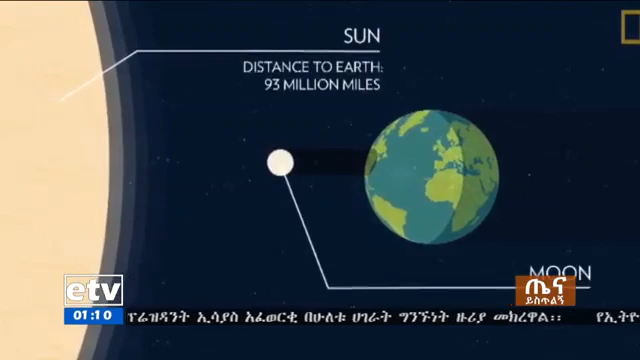 SUN
DISTANCE TO EARTH:
93 MILLION MILES
MOON
ጤና
ይስጥልኝ
etv
01:10
ፕሬዝዳንት ኢሳያስ አፈወርቂ በሁለቱ ሀገራት ግንኙነት ዙሪያ መክረዋል፡፡ የኢትዮ